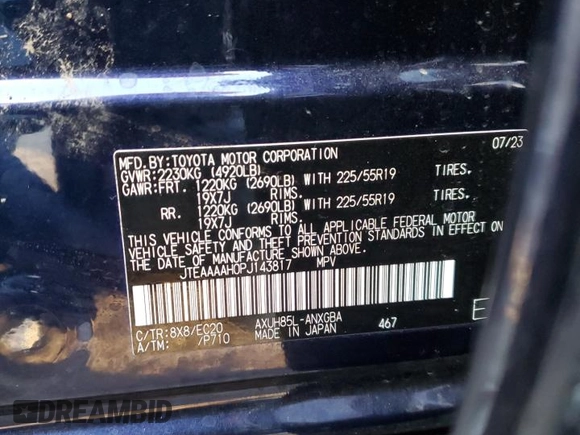 07/23
MFD.BY:TOYOTA MOTOR CORPORATION
GVWR:2230KG (4920LB)
GAWR:FRT. 1220KG (2690LB) WITH 225/55R19 TIRES.
19X7J RIMS.
RR. 1220KG (2690LB) WITH 225/55R19 TIRES.
19X7J RIMS.
THIS VEHICLE CONFORMS TO ALL APPLICABLE FEDERAL MOTOR
VEHICLE SAFETY AND THEFT PREVENTION STANDARDS IN EFFECT ON
THE DATE OF MANUFACTURE SHOWN ABOVE.
JTEAAAAH0PJ143817 MPV
C/TR:8X8/EC20 AXUH85L-ANXGBA 467
A/TM: /P710 MADE IN JAPAN
DREAMBID